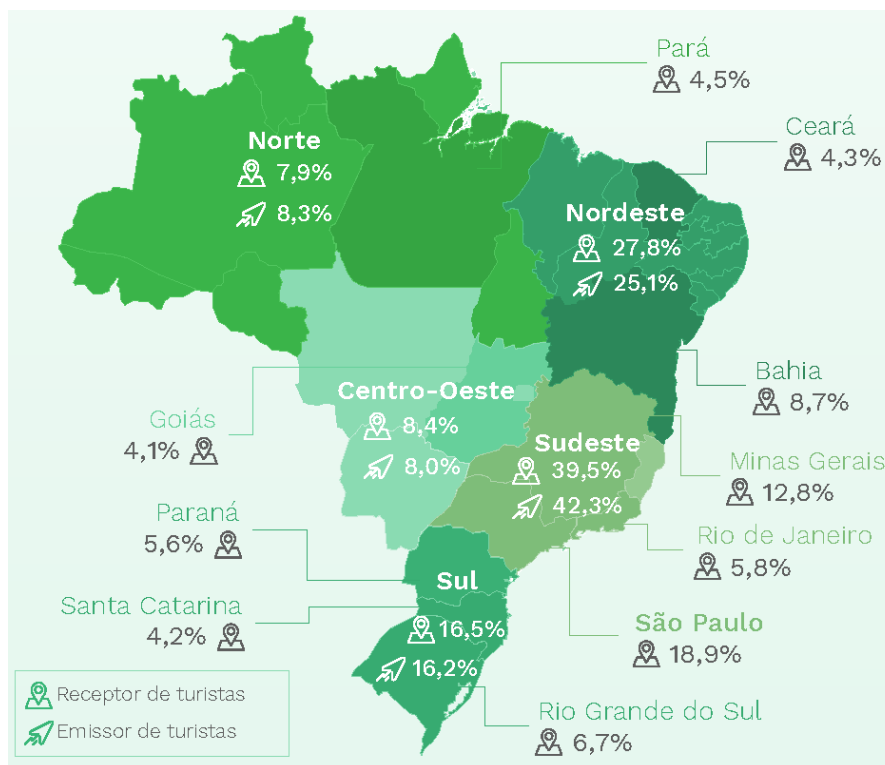 Pará
4,5%
Ceará
4,3%
Norte
7,9%
8,3%
Nordeste
27,8%
25,1%
Bahia
8,7%
Centro-Oeste
8,4%
8,0%
Goiás
4,1%
Sudeste
39,5%
42,3%
Minas Gerais
12,8%
Rio de Janeiro
5,8%
Paraná
5,6%
Sul
16,5%
16,2%
Santa Catarina
4,2%
São Paulo
18,9%
Rio Grande do Sul
6,7%
Receptor de turistas
Emissor de turistas